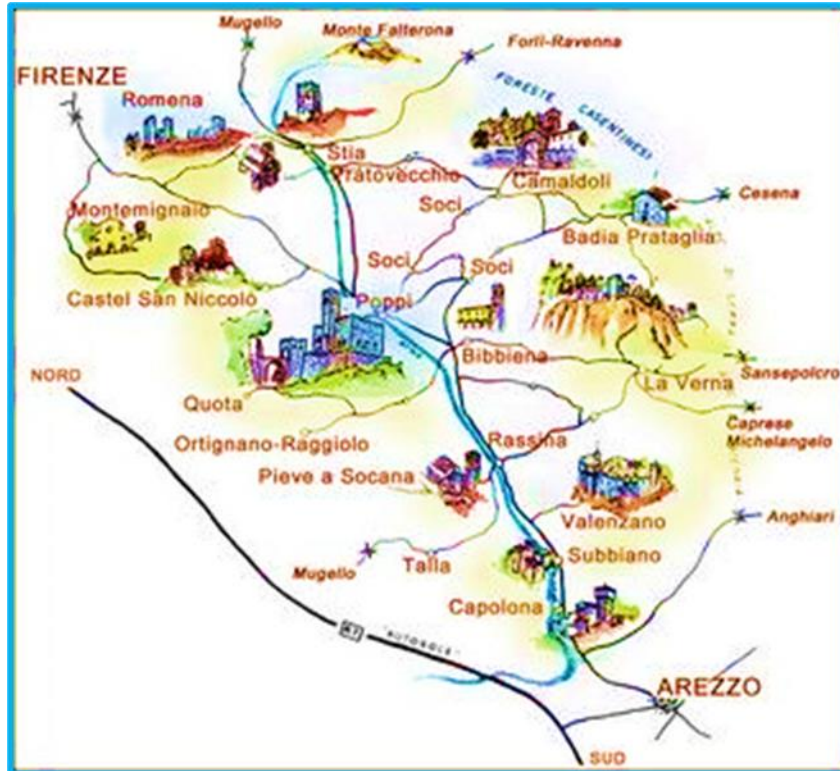 Mugello
Monte Falterona
Forlì-Ravenna
FIRENZE
Romena
FORESTE CASENTINESI
Stia
Pratovecchio
Camaldoli
Cesena
Montemignaio
Soci
Badia Prataglia
Soci
Soci
Castel San Niccolò
Poppi
Bibbiena
NORD
La Verna
Sansepolcro
Quota
Caprese
Michelangelo
Ortignano-Raggiolo
Rassina
Pieve a Socana
Valenzano
Anghiari
Mugello
Talla
Subbiano
Capolona
A1
"AUTOSOLE"
AREZZO
SUD